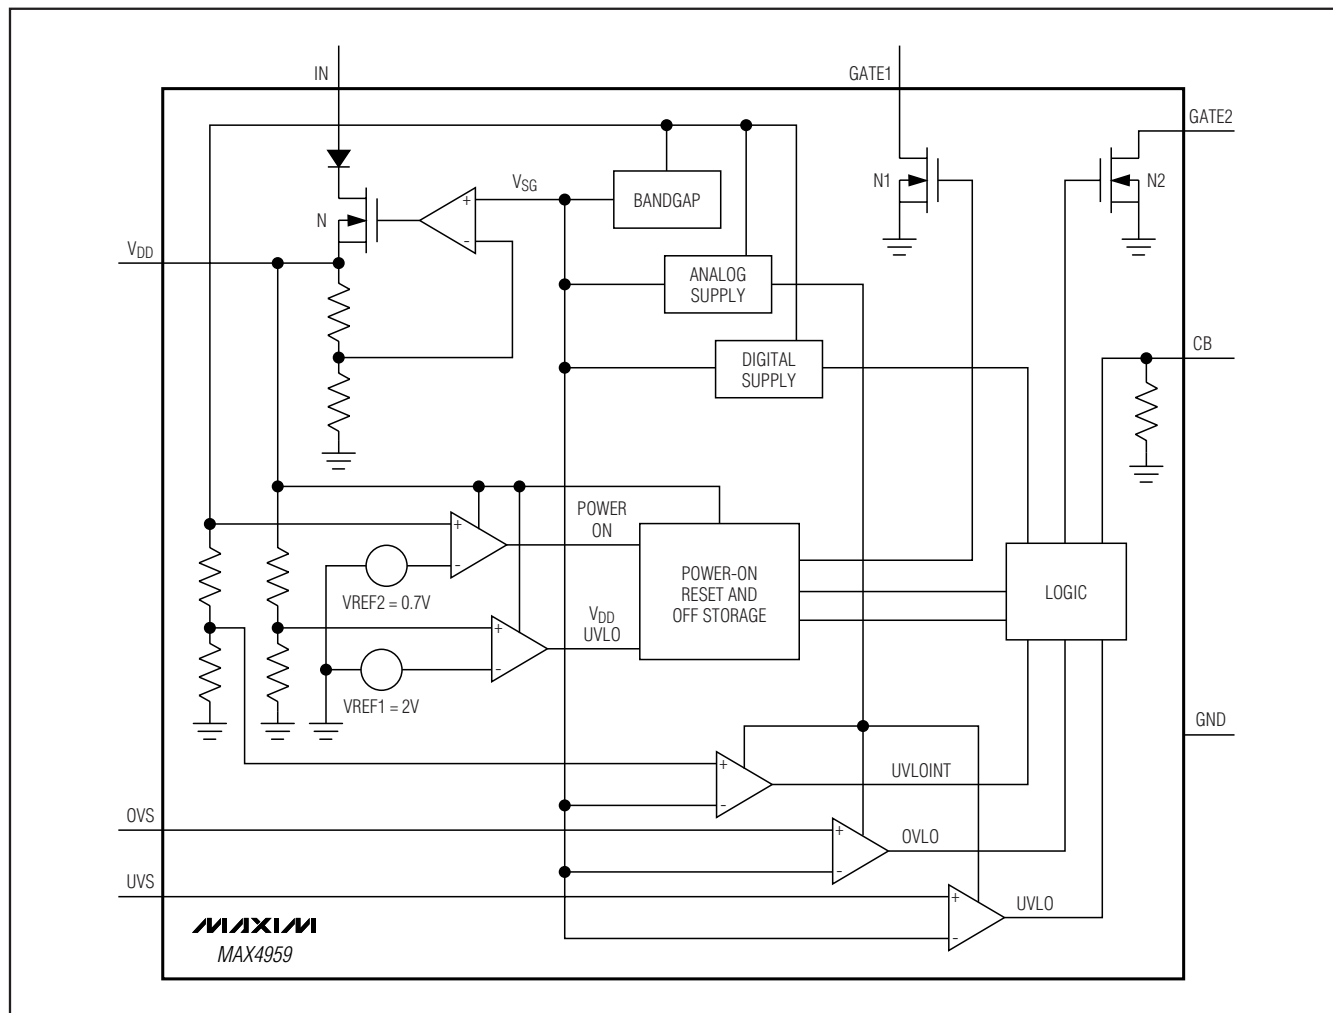 IN
GATE1
GATE2
VSG
BANDGAP
N1
N2
N
VDD
ANALOG
SUPPLY
DIGITAL
SUPPLY
CB
POWER
ON
VREF2 = 0.7V
POWER-ON
RESET AND
OFF STORAGE
LOGIC
VDD
UVLO
VREF1 = 2V
GND
UVLOINT
OVS
OVLO
UVS
UVLO
MAXIM
MAX4959
+
-
+
-
+
-
+
-
+
-
+
-